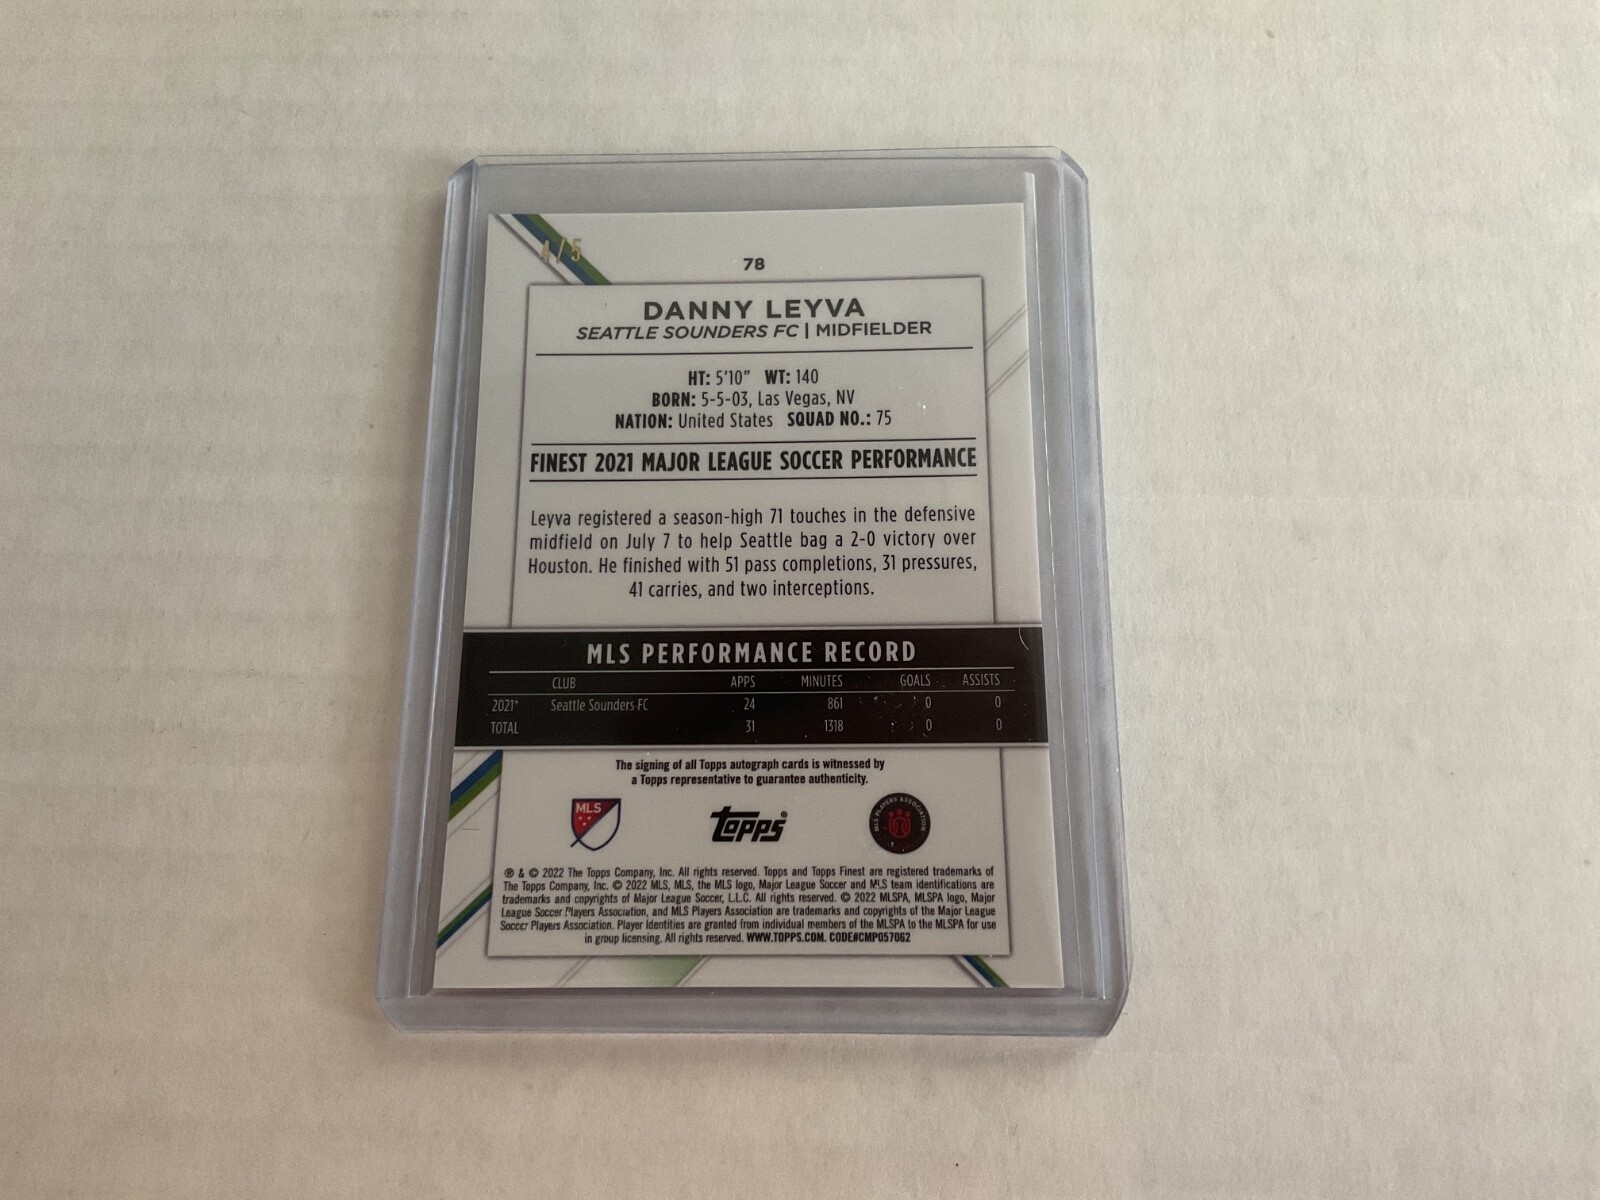 4/5
78
DANNY LEYVA
SEATTLE SOUNDERS FC | MIDFIELDER
HT: 5'10" WT: 140
BORN: 5-5-03, Las Vegas, NV
NATION: United States SQUAD NO.: 75
FINEST 2021 MAJOR LEAGUE SOCCER PERFORMANCE
Leyva registered a season-high 71 touches in the defensive
midfield on July 7 to help Seattle bag a 2-0 victory over
Houston. He finished with 51 pass completions, 31 pressures,
41 carries, and two interceptions.
MLS PERFORMANCE RECORD
CLUB APPS MINUTES GOALS ASSISTS
2021* Seattle Sounders FC 24 861 0 0
TOTAL 31 1318 0 0
The signing of all Topps autograph cards is witnessed by
a Topps representative to guarantee authenticity.
MLS
Topps®
MLS PLAYERS ASSOCIATION
® & © 2022 The Topps Company, Inc. All rights reserved. Topps and Topps Finest are registered trademarks of
The Topps Company, Inc. © 2022 MLS, MLS, the MLS logo, Major League Soccer and MLS team identifications are
trademarks and copyrights of Major League Soccer, L.L.C. All rights reserved. © 2022 MLSPA, MLSPA logo, Major
League Soccer Players Association, and MLS Players Association are trademarks and copyrights of the Major League
Soccer Players Association. Player Identities are granted from individual members of the MLSPA to the MLSPA for use
in group licensing. All rights reserved. WWW.TOPPS.COM. CODE#CMP057062